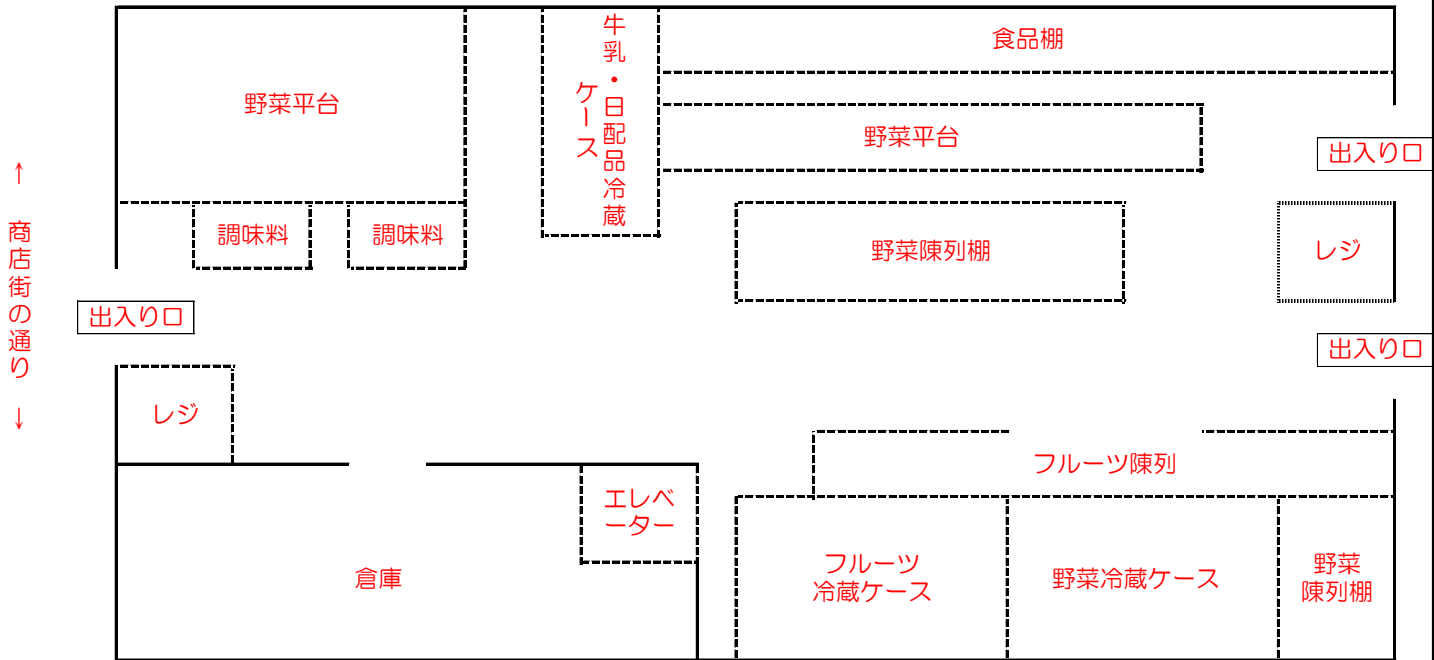 牛乳・日配品冷蔵
ケース
食品棚
野菜平台
野菜平台
出入り口
調味料
調味料
野菜陳列棚
レジ
↑ 商店街の通り ↓
出入り口
出入り口
レジ
フルーツ陳列
エレベ
ーター
倉庫
フルーツ
冷蔵ケース
野菜冷蔵ケース
野菜
陳列棚